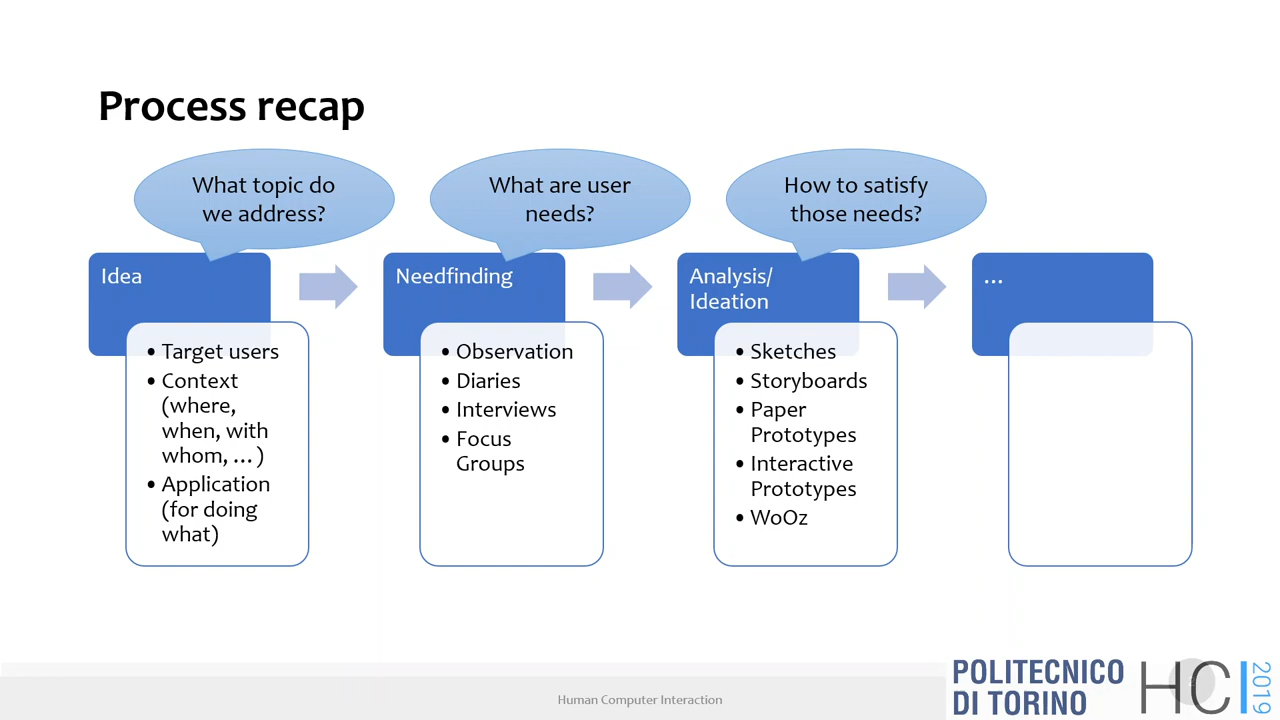 Process recap
What topic do
we address?
What are user
needs?
How to satisfy
those needs?
Idea
• Target users
• Context
(where,
when, with
whom, ... )
• Application
(for doing
what)
Needfinding
• Observation
• Diaries
• Interviews
• Focus
Groups
Analysis/
Ideation
• Sketches
• Storyboards
• Paper
Prototypes
• Interactive
Prototypes
• WoOz
...
Human Computer Interaction
POLITECNICO
DI TORINO
HCI
2019